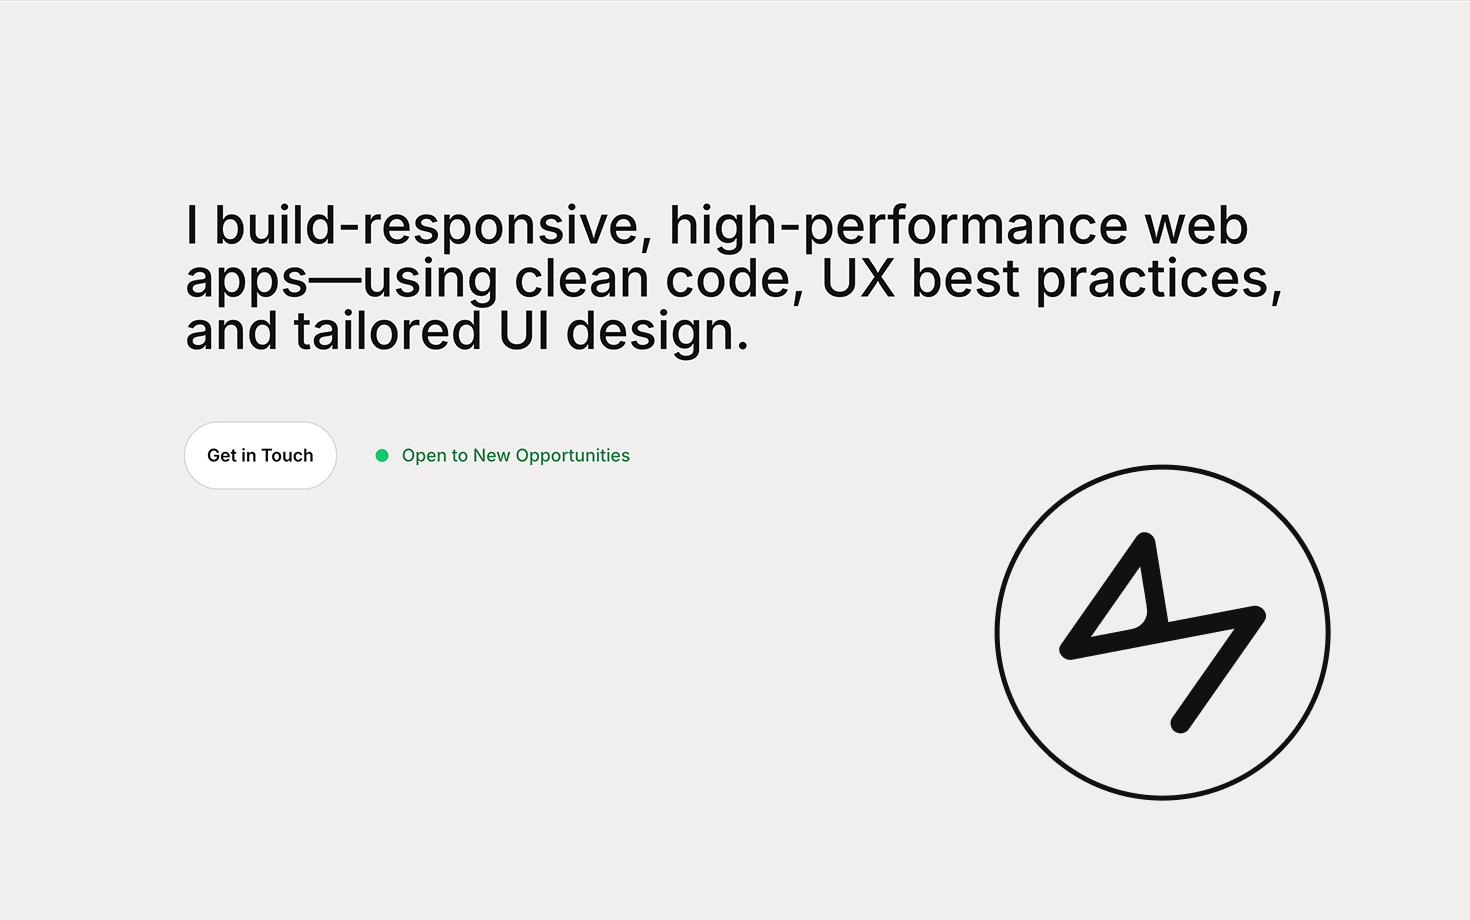 I build-responsive, high-performance web
apps—using clean code, UX best practices,
and tailored UI design.
Get in Touch
Open to New Opportunities